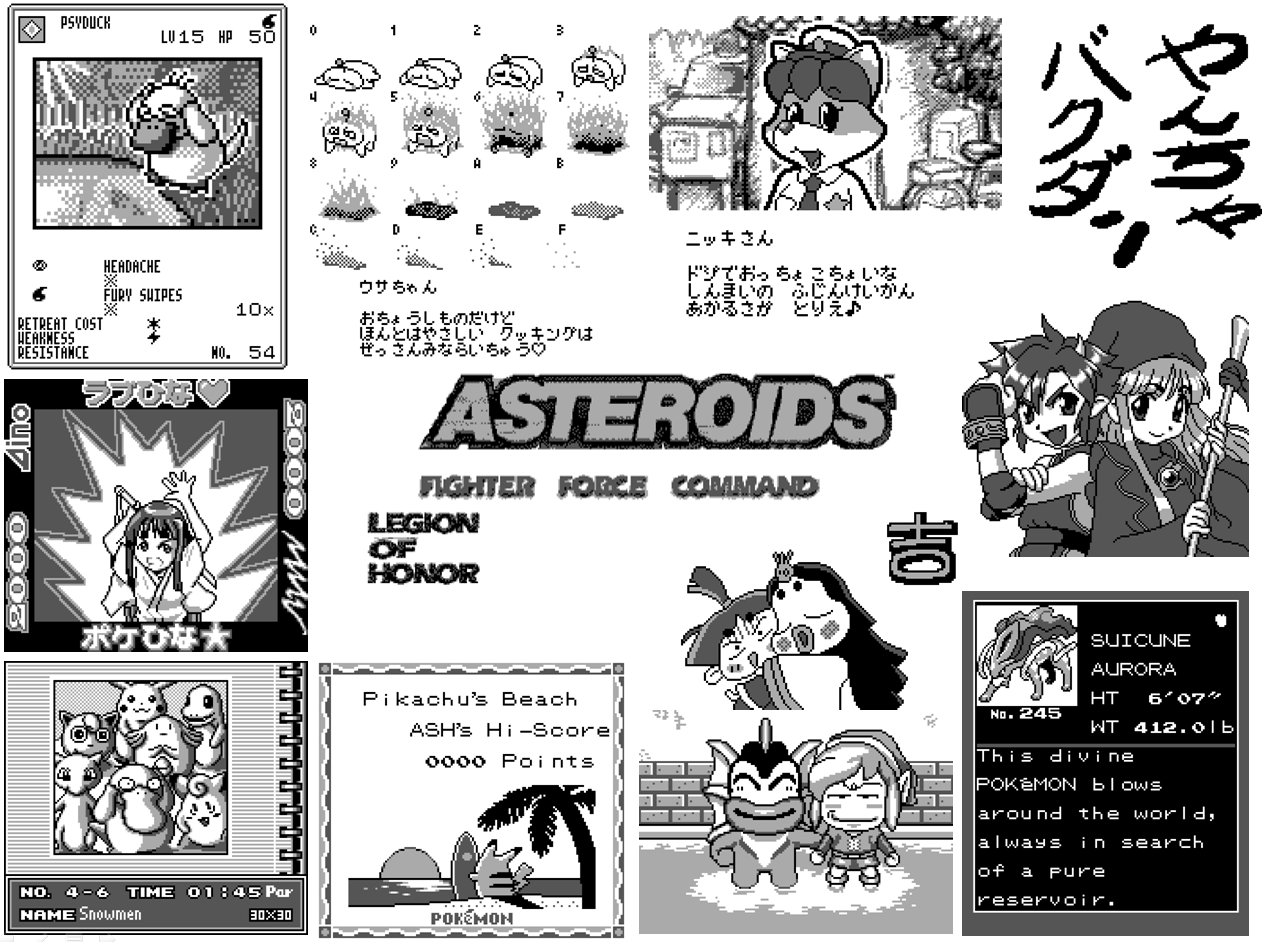 PSYDUCK
LV15 HP 50
HEADACHE
FURY SWIPES
10×
RETREAT COST
WEAKNESS
RESISTANCE
NO. 54
0 1 2 3
4 5 6 7
8 9 A B
C D E F
ウサちゃん
おちょうしものだけど
ほんとはやさしい クッキングは
ぜっさんみならいちゅう♡
ニッキさん
ドジでおっちょこちょいな
しんまいの ふじんけいかん
あかるさが とりえ♪
やんちゃ
バクダン
ラブひな♥
Aino
2000
2000
ポケひな★
ASTEROIDS™
FIGHTER FORCE COMMAND
LEGION
OF
HONOR
吉
NO. 4-6 TIME 01:45 Par
NAME Snowmen 30×30
Pikachu's Beach
ASH's Hi-Score
0000 Points
POKéMON
SUICUNE
AURORA
HT 6'07"
WT 412.0lb
No.245
This divine
POKéMON blows
around the world,
always in search
of a pure
reservoir.